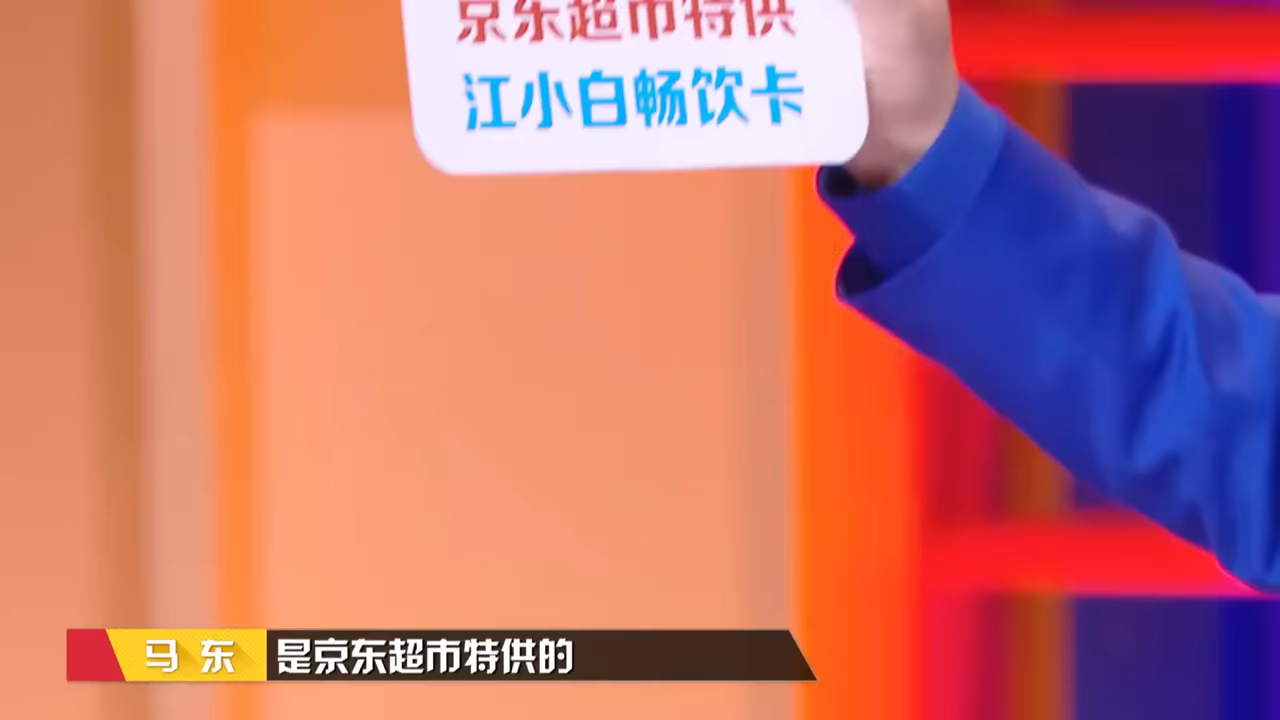 京东超市特供
江小白畅饮卡
马东 是京东超市特供的